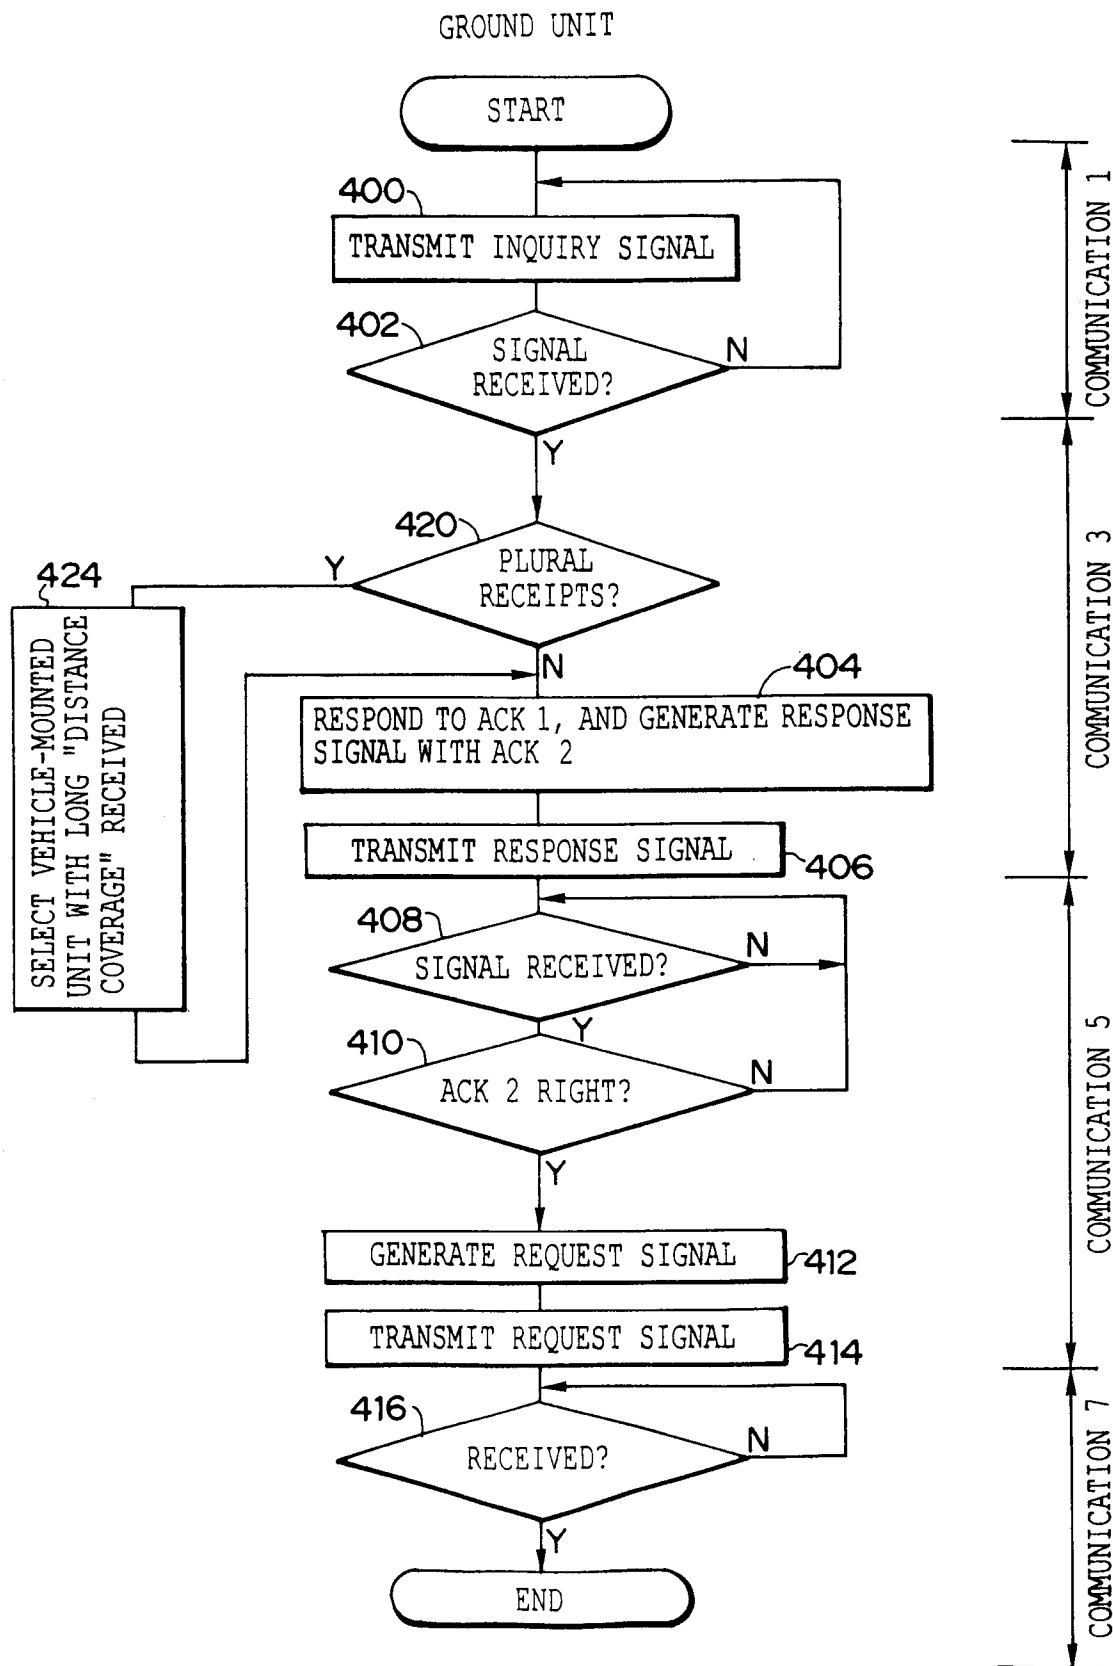 GROUND UNIT
START
400
TRANSMIT INQUIRY SIGNAL
402
SIGNAL
RECEIVED?
N
Y
COMMUNICATION 1
420
PLURAL
RECEIPTS?
Y
N
424
SELECT VEHICLE-MOUNTED
UNIT WITH LONG "DISTANCE
COVERAGE" RECEIVED
404
RESPOND TO ACK 1, AND GENERATE RESPONSE
SIGNAL WITH ACK 2
TRANSMIT RESPONSE SIGNAL
406
COMMUNICATION 3
408
SIGNAL RECEIVED?
N
Y
410
ACK 2 RIGHT?
N
Y
GENERATE REQUEST SIGNAL
412
TRANSMIT REQUEST SIGNAL
414
COMMUNICATION 5
416
RECEIVED?
N
Y
END
COMMUNICATION 7